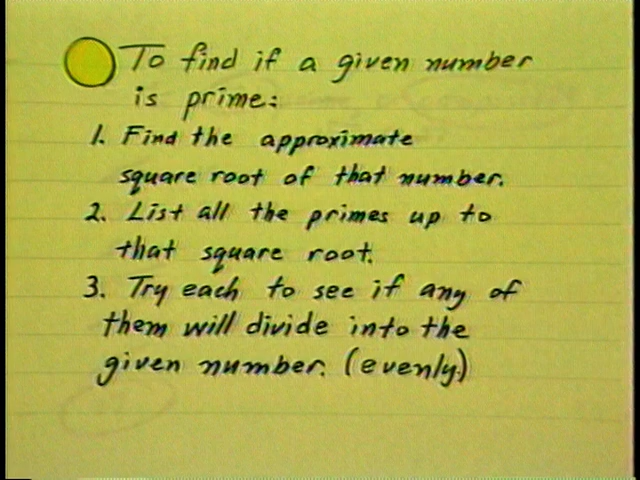 To find if a given number
is prime:
1. Find the approximate
square root of that number.
2. List all the primes up to
that square root.
3. Try each to see if any of
them will divide into the
given number. (evenly.)